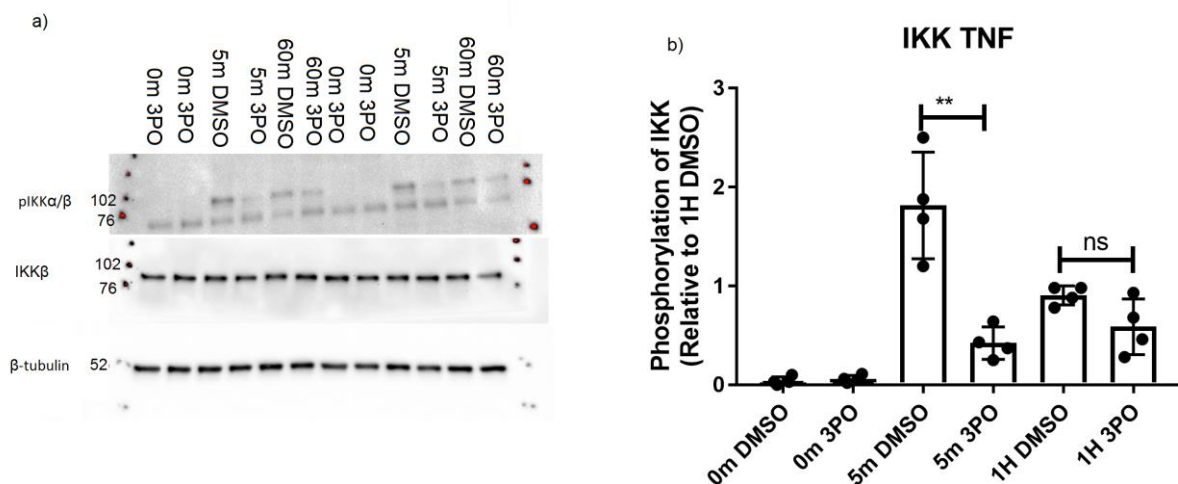 a)
0m 3PO
0m 3PO
5m DMSO
5m 3PO
60m DMSO
60m 3PO
0m 3PO
0m 3PO
5m DMSO
5m 3PO
60m DMSO
60m 3PO
pIKKα/β
102
76
IKKβ
102
76
β-tubulin
52
b)
IKK TNF
Phosphorylation of IKK
(Relative to 1H DMSO)
3
2
1
0
**
ns
0m DMSO
0m 3PO
5m DMSO
5m 3PO
1H DMSO
1H 3PO